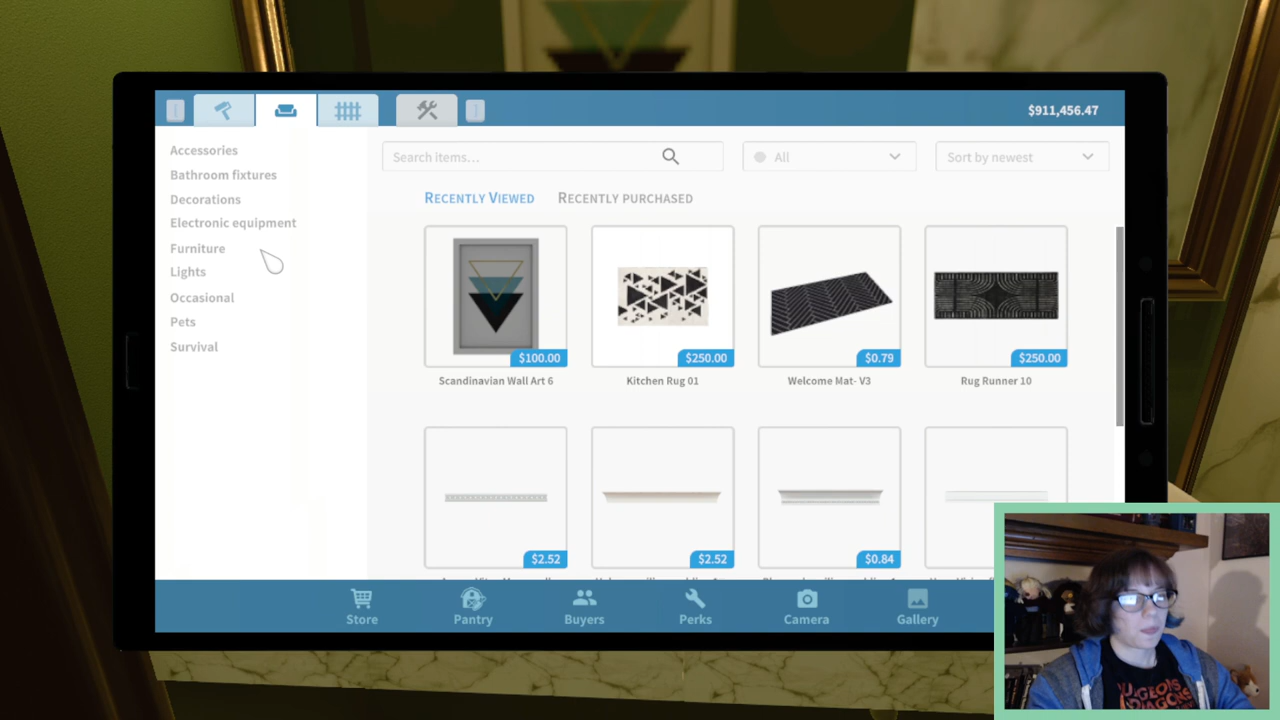 $911,456.47
Accessories
Bathroom fixtures
Decorations
Electronic equipment
Furniture
Lights
Occasional
Pets
Survival
Search items...
All
Sort by newest
RECENTLY VIEWED
RECENTLY PURCHASED
$100.00
$250.00
$0.79
$250.00
Scandinavian Wall Art 6
Kitchen Rug 01
Welcome Mat- V3
Rug Runner 10
$2.52
$2.52
$0.84
Store
Pantry
Buyers
Perks
Camera
Gallery
DUNGEONS
DRAGONS